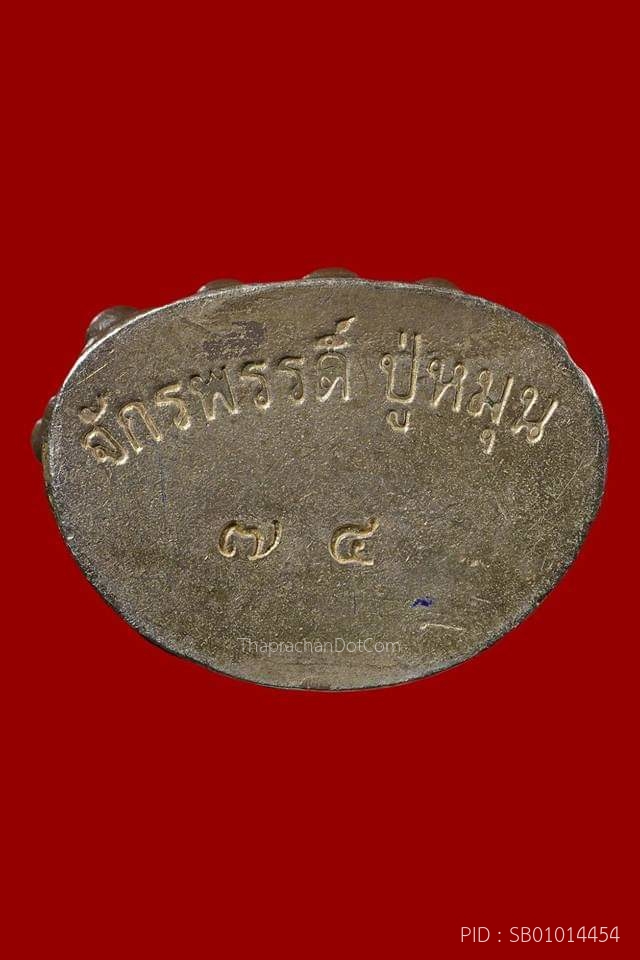 จักรพรรดิ์ ปู่หมุน
๗ ๔
ThaprachanDotCom
PID : SB01014454